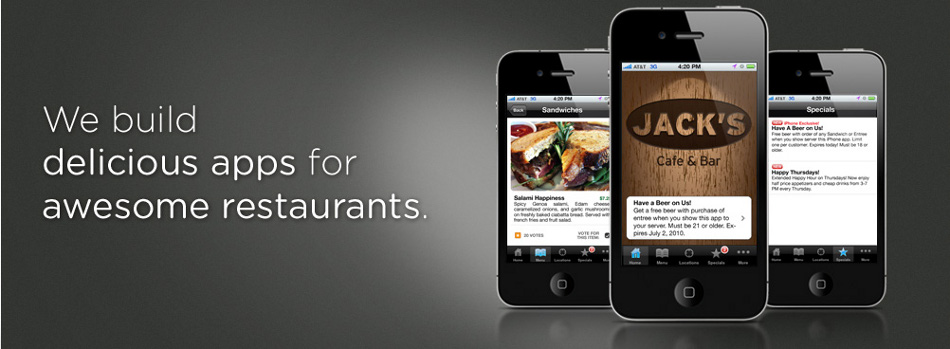 We build
delicious apps for
awesome restaurants.
AT&T 3G 4:20 PM
Back Sandwiches
Salami Happiness
Spicy Genoa salami, Edam cheese,
caramelized onions, and garlic mushrooms
on freshly baked ciabatta bread. Served with
french fries and fruit salad.
20 VOTES
VOTE FOR
THIS ITEM:
Home Menu Locations Specials
AT&T 3G 4:20 PM
JACK'S
Cafe & Bar
Have a Beer on Us!
Get a free beer with purchase of
entree when you show this app to
your server. Must be 21 or older. Ex-
pires July 2, 2010.
Home Menu Locations Specials More
AT&T 3G 4:20 PM
Specials
NEW iPhone Exclusive!
Have A Beer on Us!
Free beer with order of any Sandwich or Entree
when you show server this iPhone app. Limit
one per customer. Expires today! Must be 18 or
older.
NEW
Happy Thursdays!
Extended Happy Hour on Thursdays! Now enjoy
half price appetizers and cheap drinks from 3-7
PM every Thursday.
Menu Locations Specials More